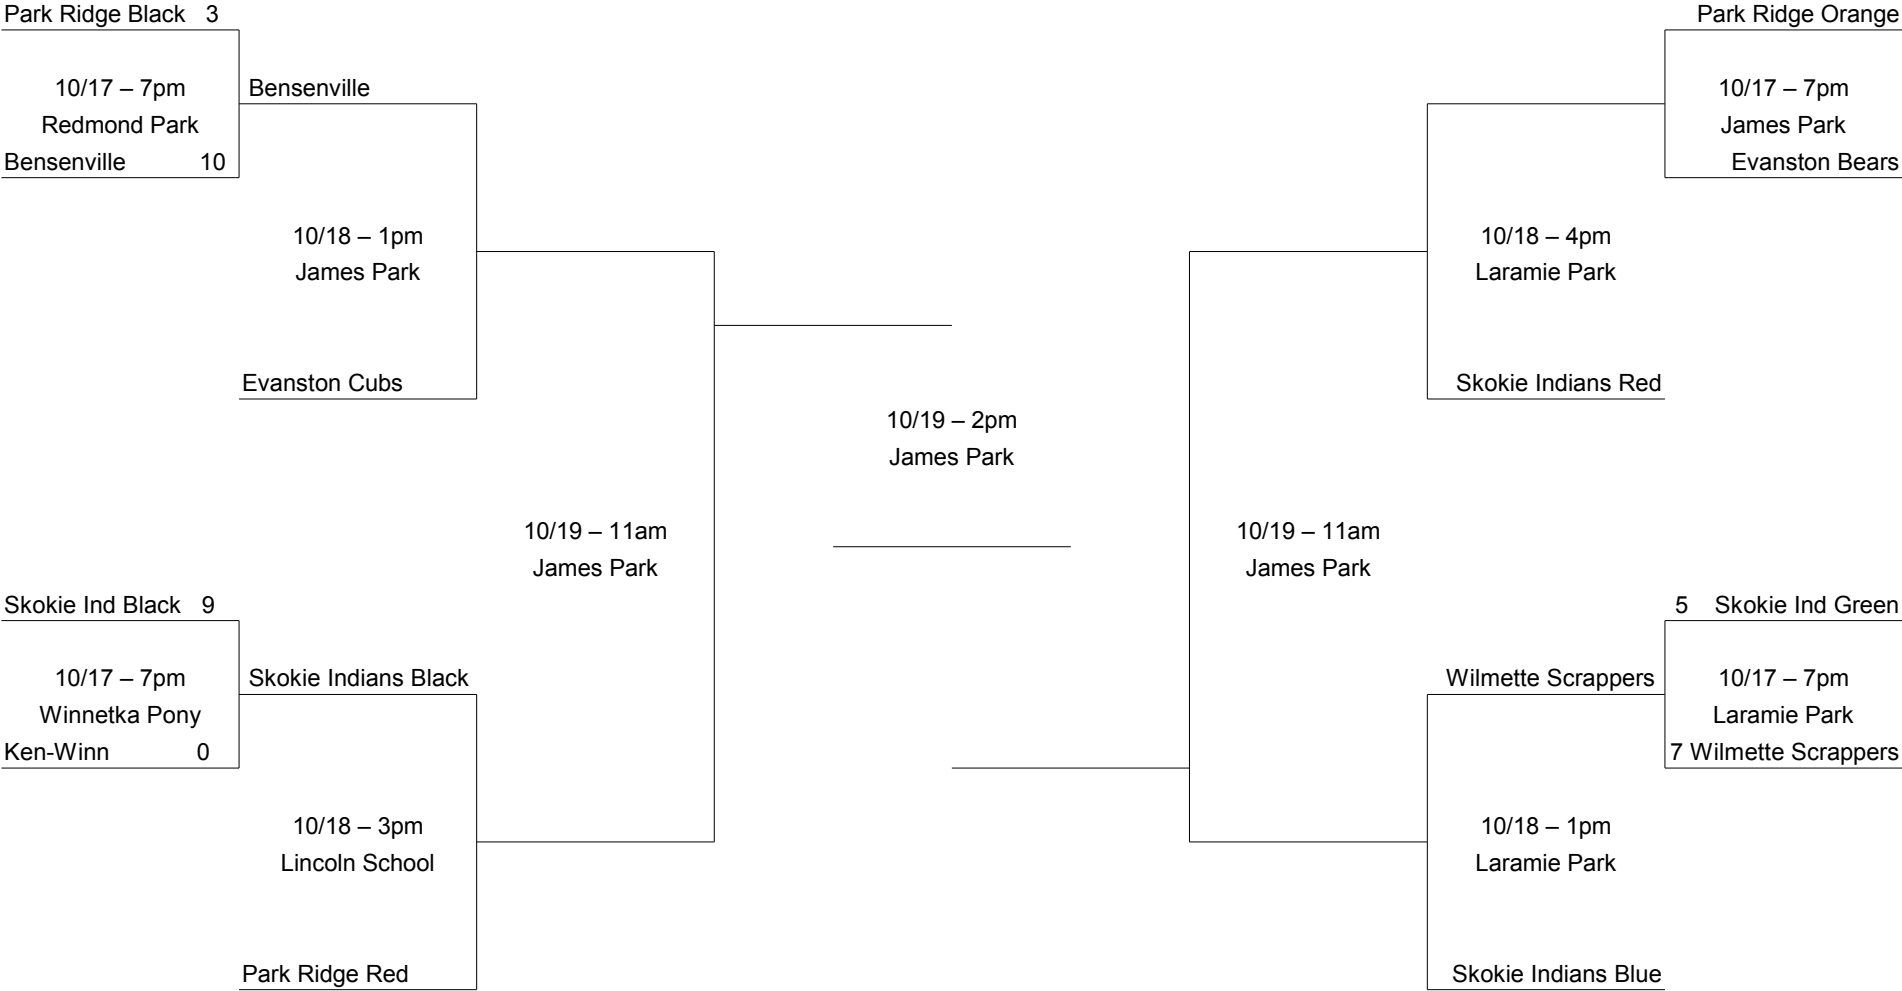 Park Ridge Black 3
Park Ridge Orange
10/17 – 7pm
Bensenville
10/17 – 7pm
Redmond Park
James Park
Bensenville 10
Evanston Bears
10/18 – 1pm
10/18 – 4pm
James Park
Laramie Park
Evanston Cubs
Skokie Indians Red
10/19 – 2pm
James Park
10/19 – 11am
10/19 – 11am
James Park
James Park
Skokie Ind Black 9
5 Skokie Ind Green
10/17 – 7pm
Skokie Indians Black
Wilmette Scrappers
10/17 – 7pm
Winnetka Pony
Laramie Park
Ken-Winn 0
7 Wilmette Scrappers
10/18 – 3pm
10/18 – 1pm
Lincoln School
Laramie Park
Park Ridge Red
Skokie Indians Blue